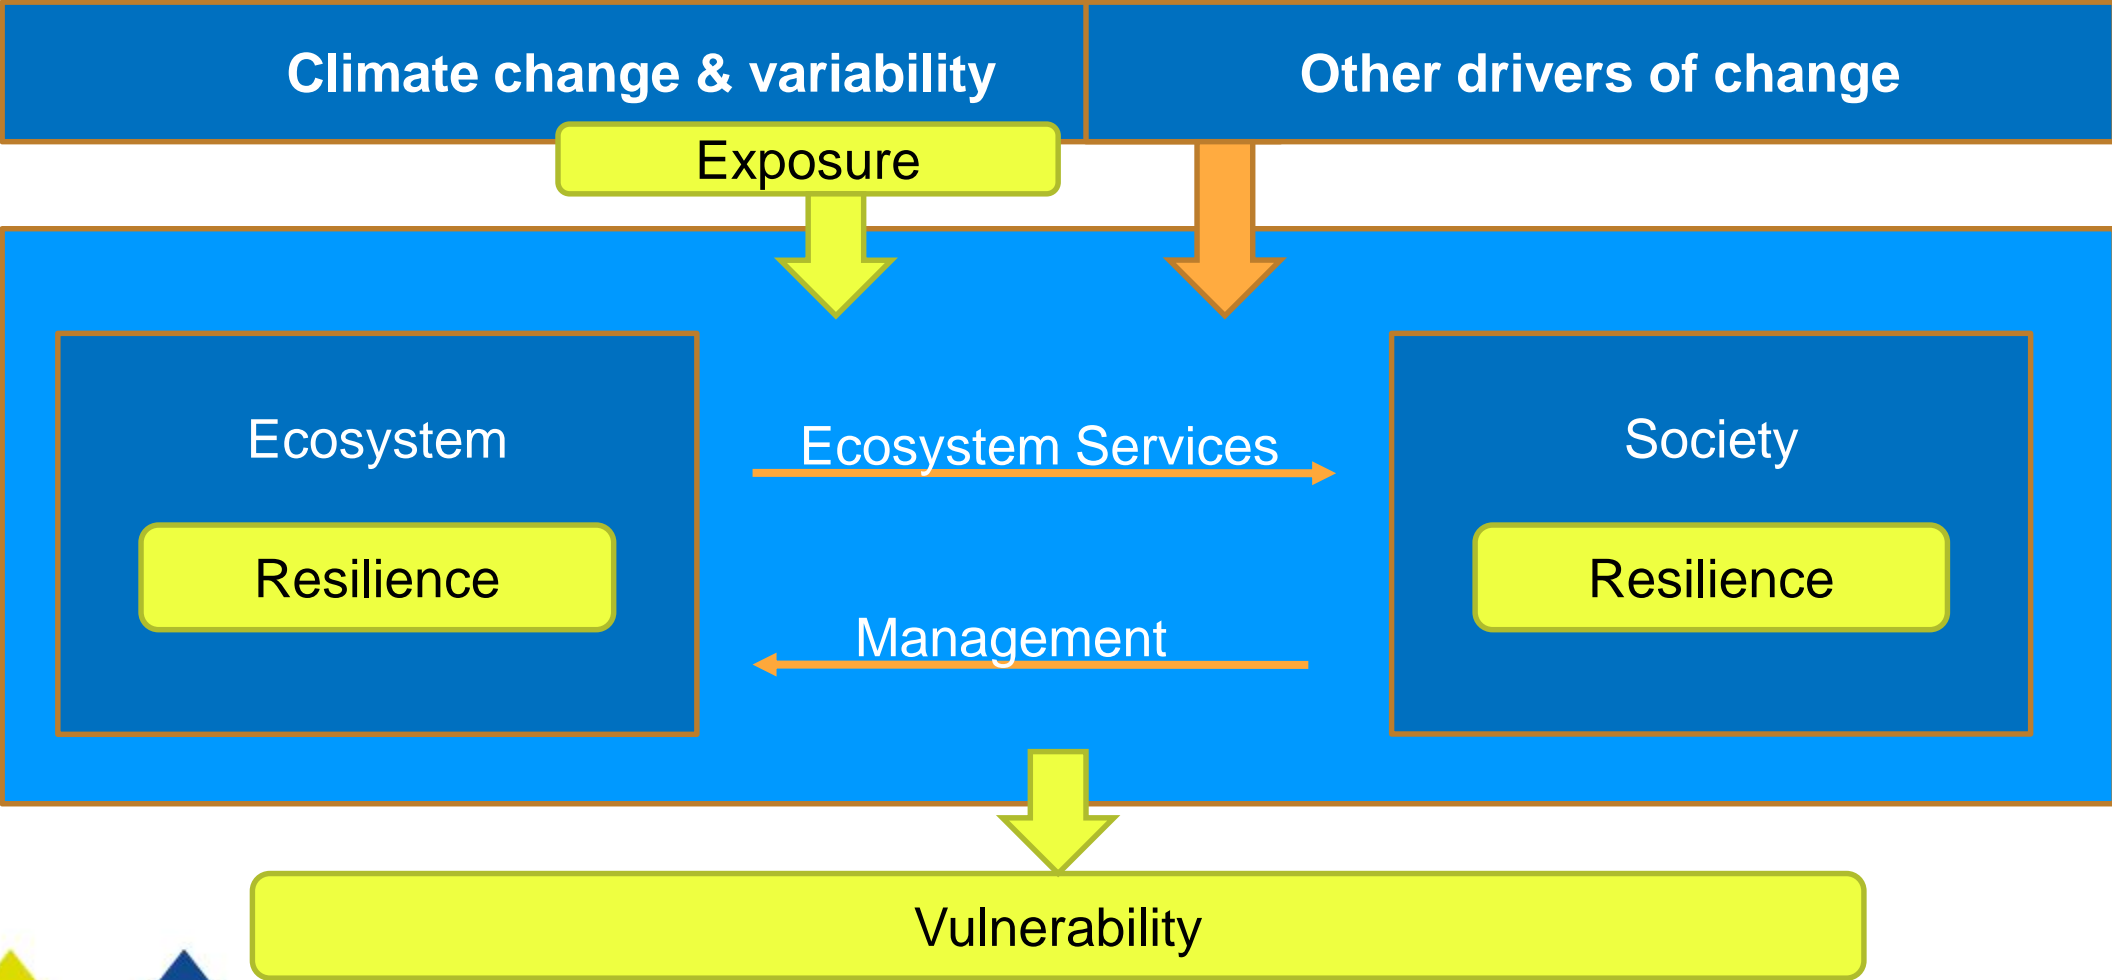 Climate change & variability
Other drivers of change
Exposure
Ecosystem
Ecosystem Services
Society
Resilience
Resilience
Management
Vulnerability